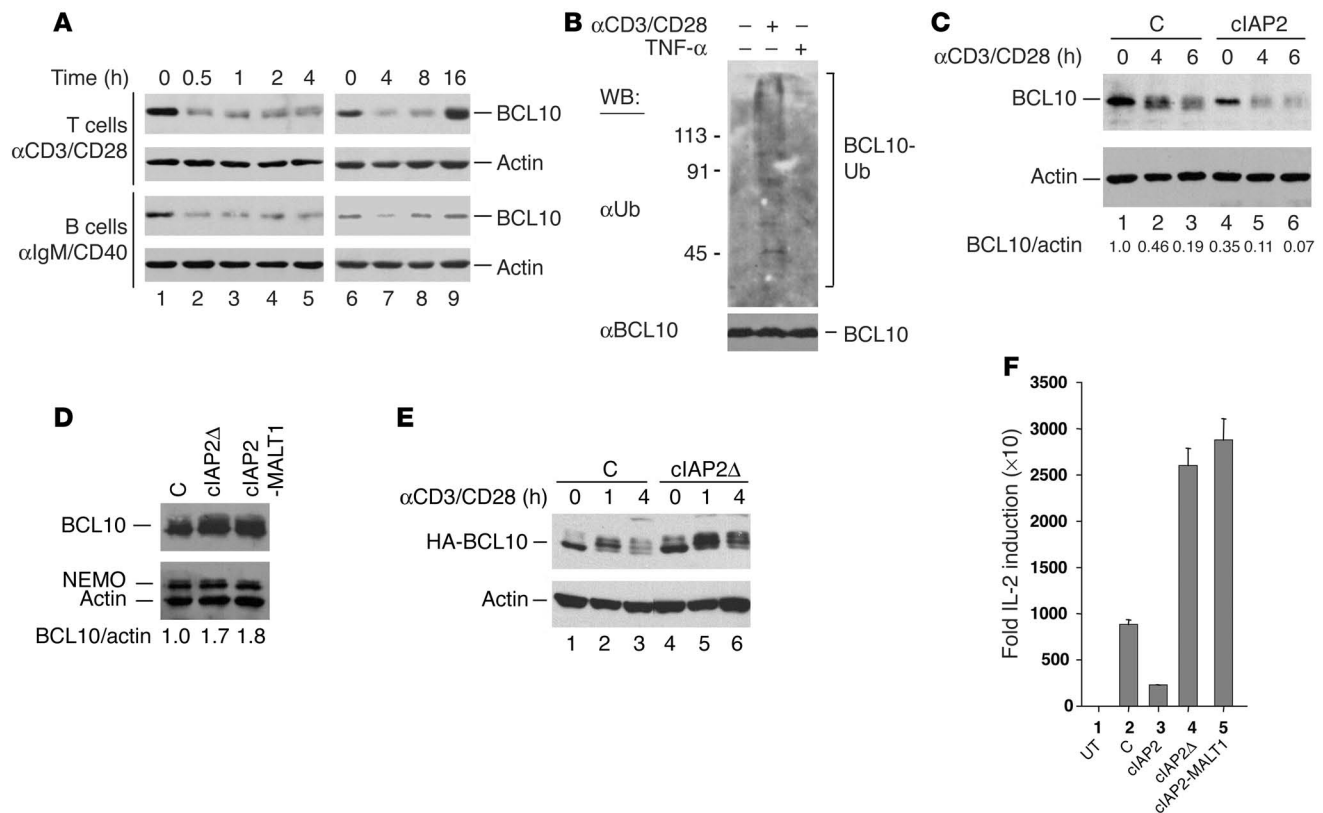 A
Time (h) 0 0.5 1 2 4 0 4 8 16
T cells
αCD3/CD28
BCL10
Actin
B cells
αIgM/CD40
BCL10
Actin
1 2 3 4 5 6 7 8 9
B
αCD3/CD28 – + –
TNF-α – – +
WB:
113 -
91 -
αUb
45 -
BCL10-
Ub
αBCL10
BCL10
C
C cIAP2
αCD3/CD28 (h) 0 4 6 0 4 6
BCL10
Actin
1 2 3 4 5 6
BCL10/actin 1.0 0.46 0.19 0.35 0.11 0.07
D
C
cIAP2Δ
cIAP2
-MALT1
BCL10
NEMO
Actin
BCL10/actin 1.0 1.7 1.8
E
C cIAP2Δ
αCD3/CD28 (h) 0 1 4 0 1 4
HA-BCL10
Actin
1 2 3 4 5 6
F
Fold IL-2 induction (×10)
3500
3000
2500
2000
1500
1000
500
0
1 2 3 4 5
UT
C
cIAP2
cIAP2Δ
cIAP2-MALT1